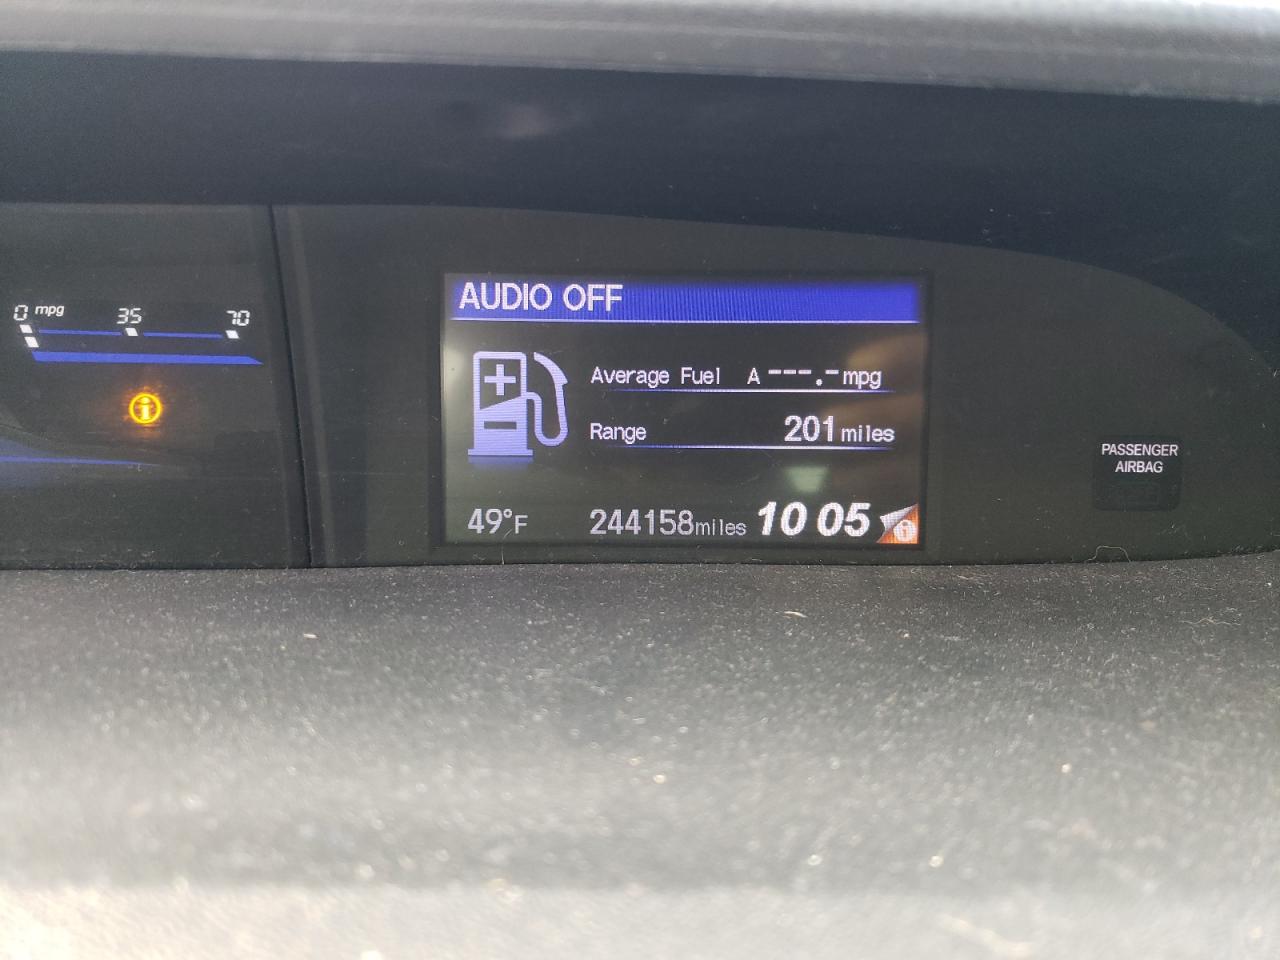 0 mpg 35 70
AUDIO OFF
Average Fuel A ---.- mpg
Range 201 miles
49°F 244158 miles 10 05
PASSENGER
AIRBAG